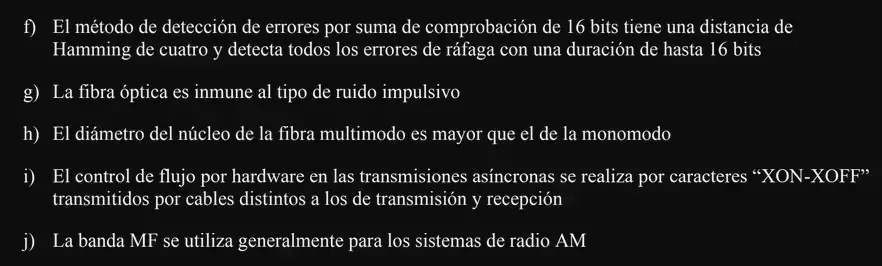 f) El método de detección de errores por suma de comprobación de 16 bits tiene una distancia de
Hamming de cuatro y detecta todos los errores de ráfaga con una duración de hasta 16 bits
g) La fibra óptica es inmune al tipo de ruido impulsivo
h) El diámetro del núcleo de la fibra multimodo es mayor que el de la monomodo
i) El control de flujo por hardware en las transmisiones asíncronas se realiza por caracteres “XON-XOFF”
transmitidos por cables distintos a los de transmisión y recepción
j) La banda MF se utiliza generalmente para los sistemas de radio AM